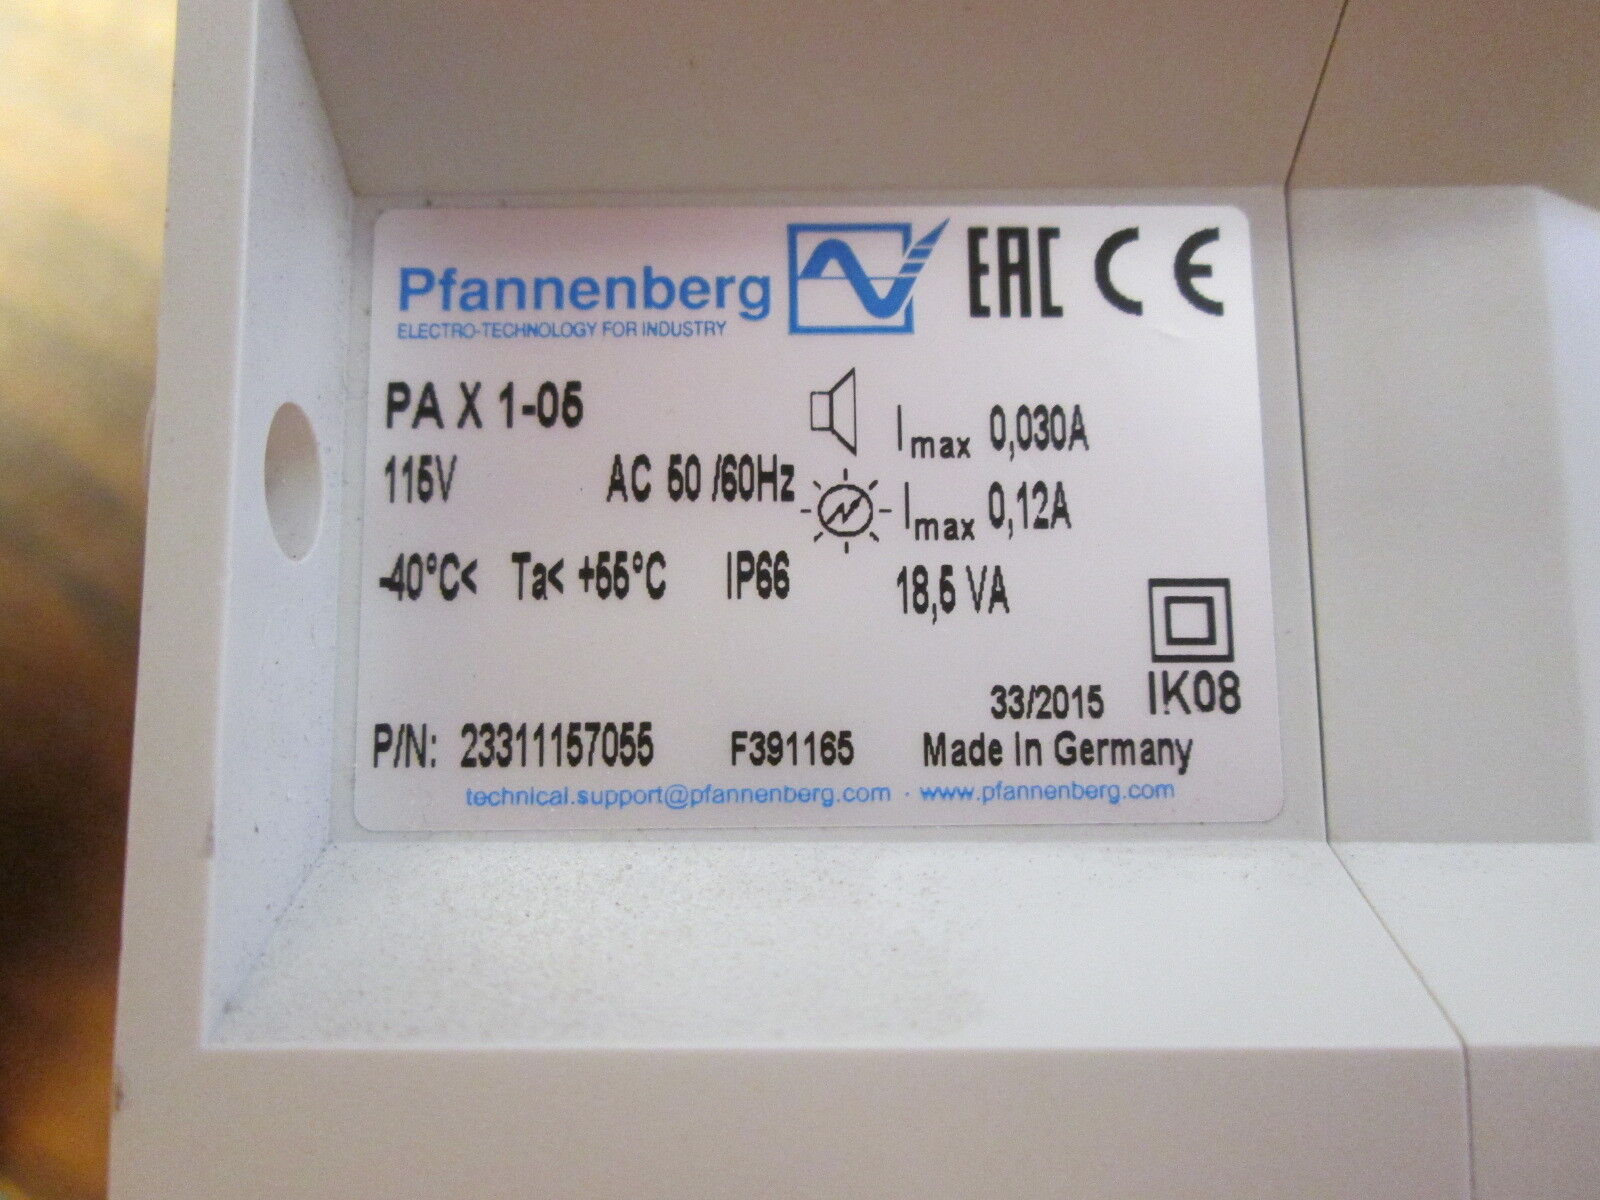 Pfannenberg
ELECTRO-TECHNOLOGY FOR INDUSTRY
EAC CE
PA X 1-05
Imax 0,030A
115V AC 50 /60Hz
Imax 0,12A
-40°C< Ta< +55°C IP66
18,5 VA
33/2015
IK08
P/N: 23311157055 F391165 Made in Germany
technical.support@pfannenberg.com · www.pfannenberg.com